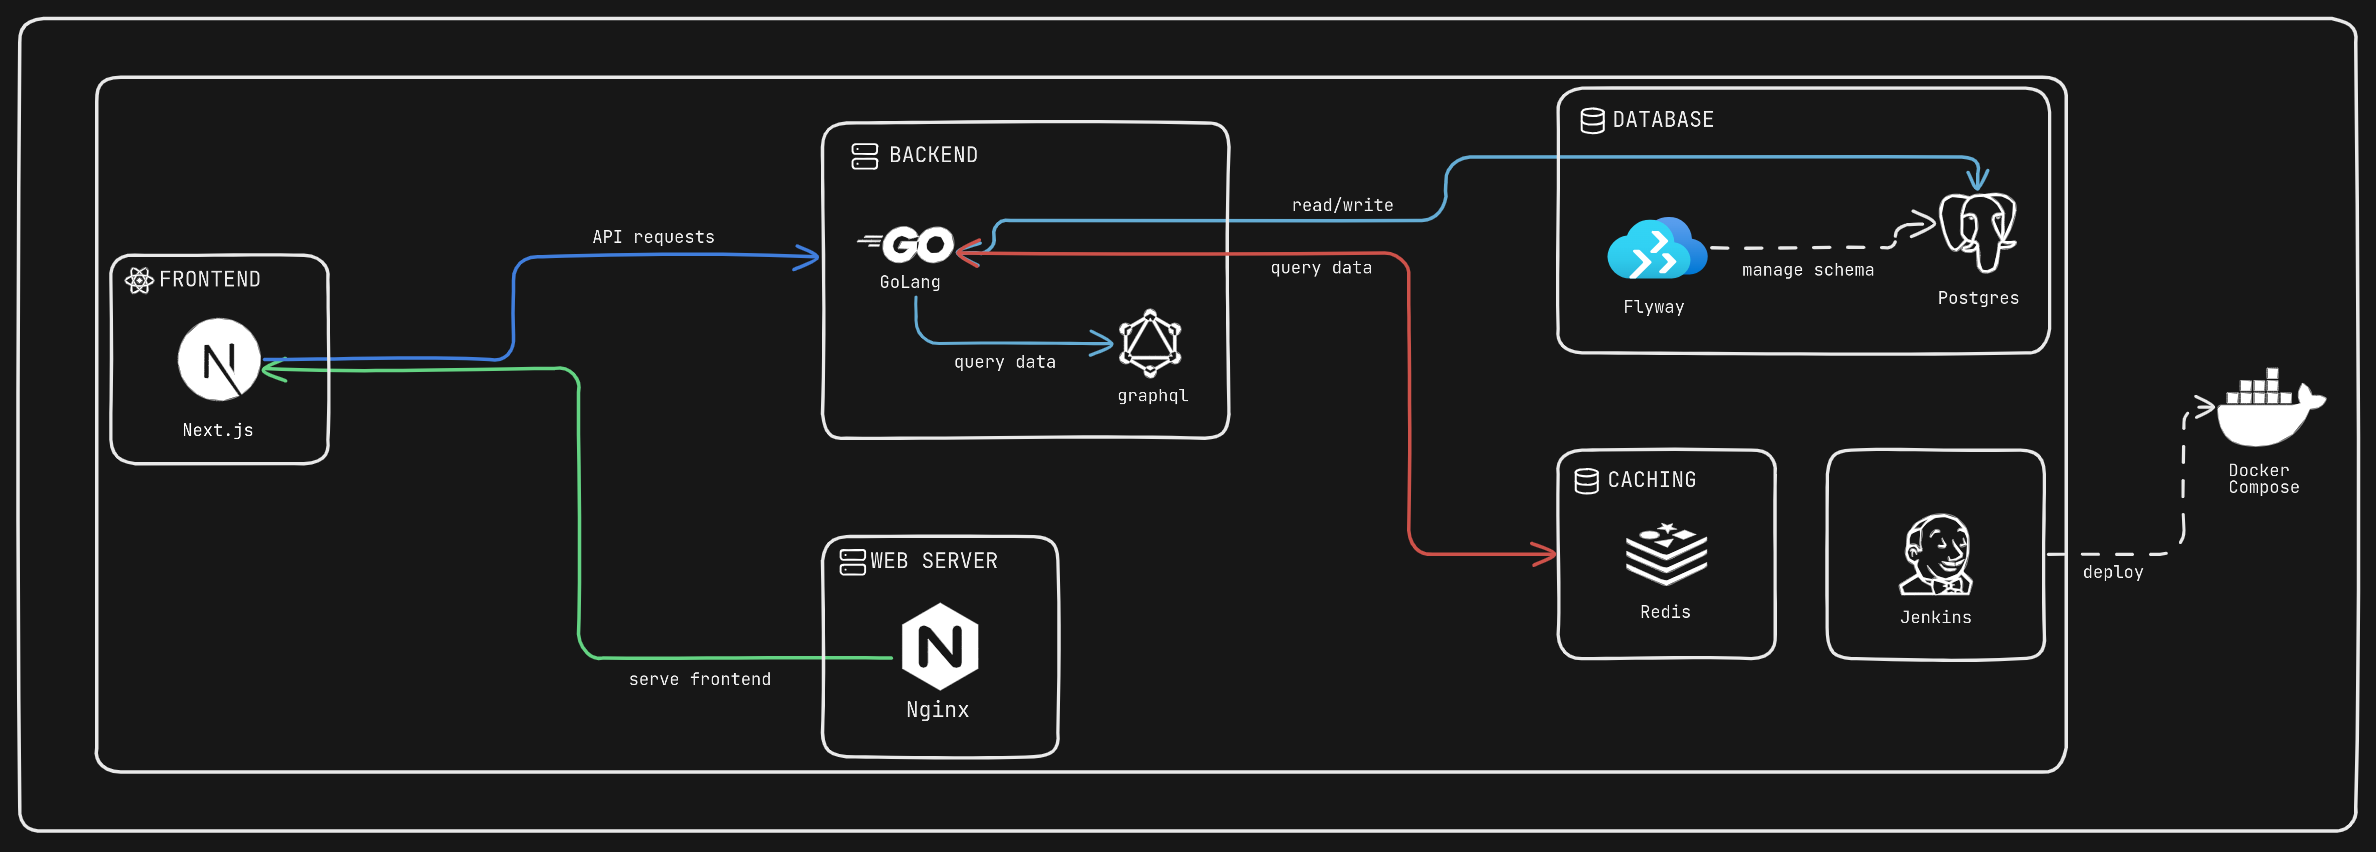 DATABASE
BACKEND
read/write
API requests
GO
query data
manage schema
FRONTEND
GoLang
Postgres
Flyway
query data
graphql
N
Next.js
Docker
Compose
CACHING
WEB SERVER
deploy
Redis
Jenkins
N
serve frontend
Nginx